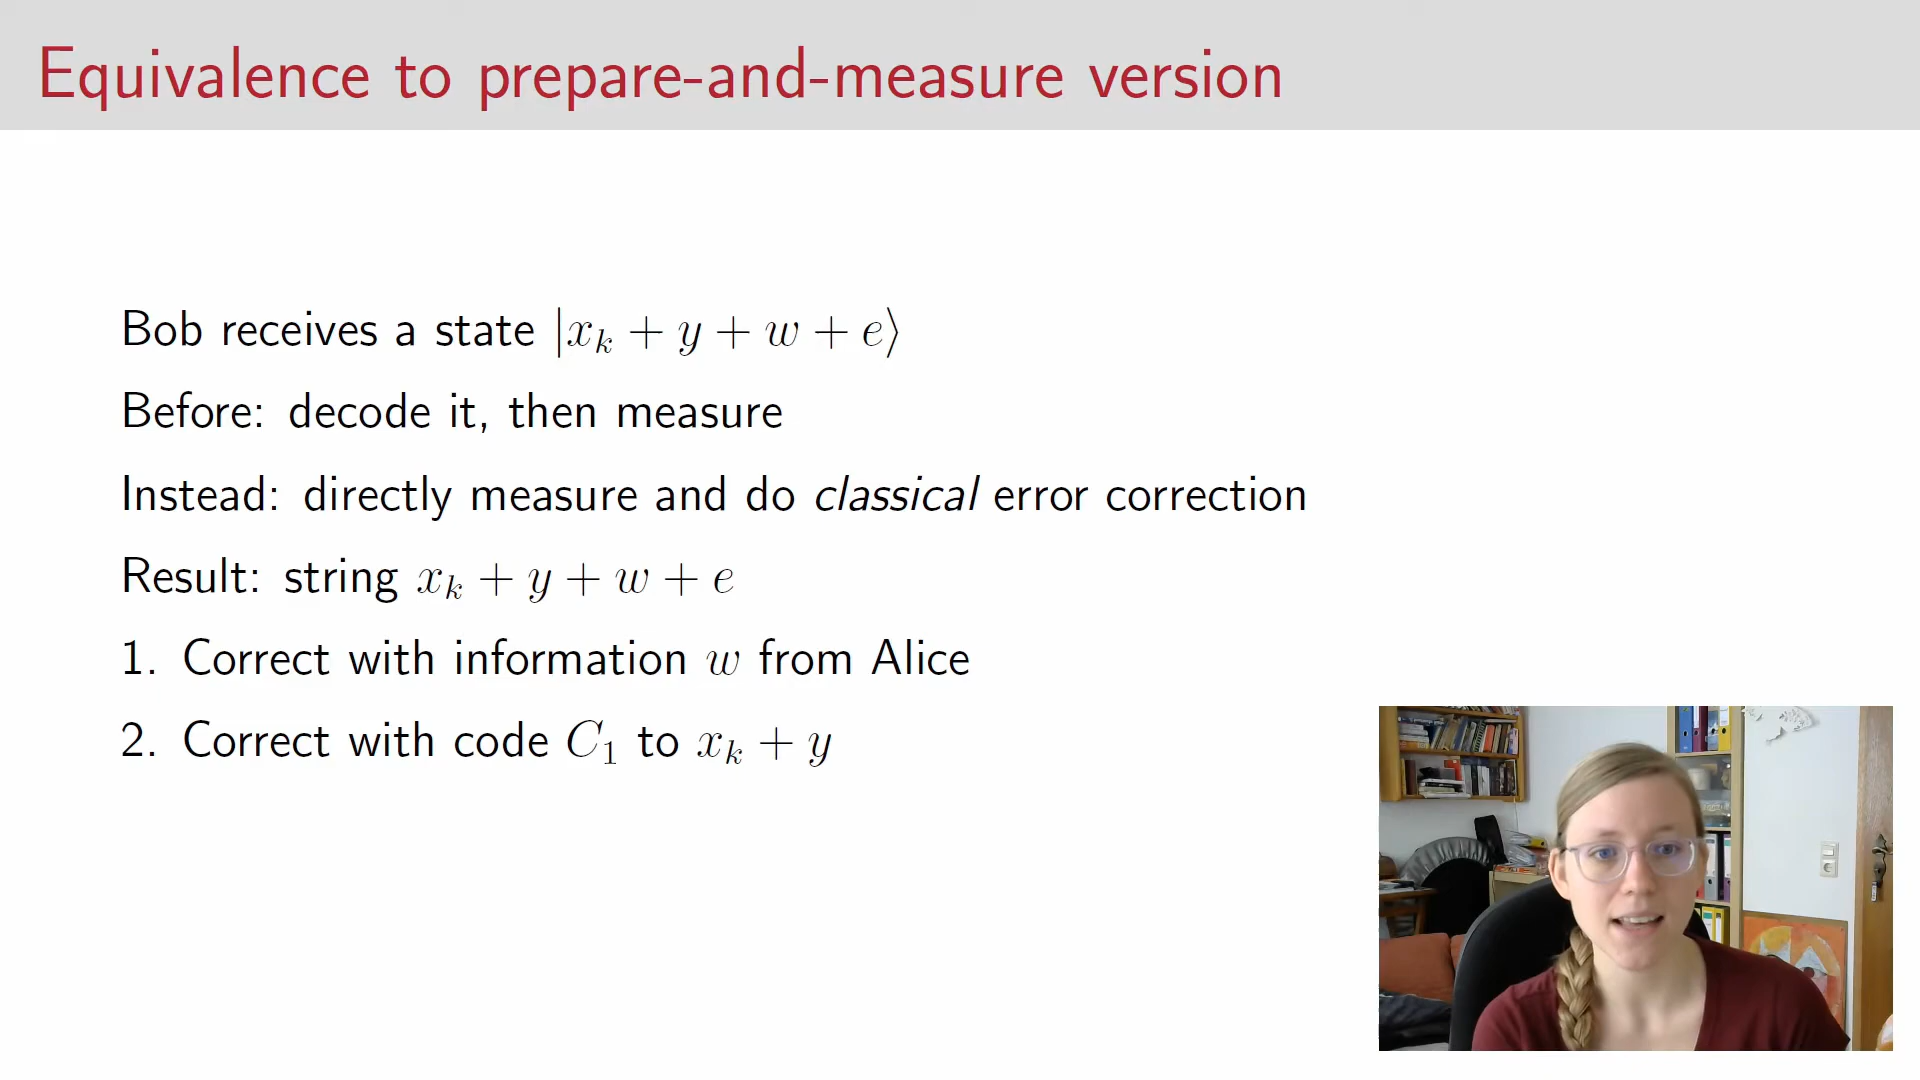 Equivalence to prepare-and-measure version
Bob receives a state |x_k + y + w + e⟩
Before: decode it, then measure
Instead: directly measure and do classical error correction
Result: string x_k + y + w + e
1. Correct with information w from Alice
2. Correct with code C_1 to x_k + y